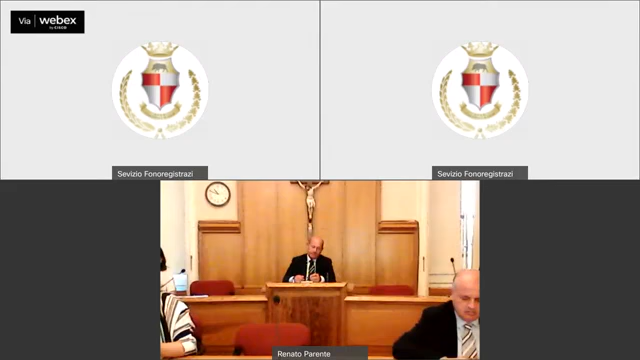 Via webex
by CISCO
Sevizio Fonoregistrazi
Sevizio Fonoregistrazi
Renato Parente